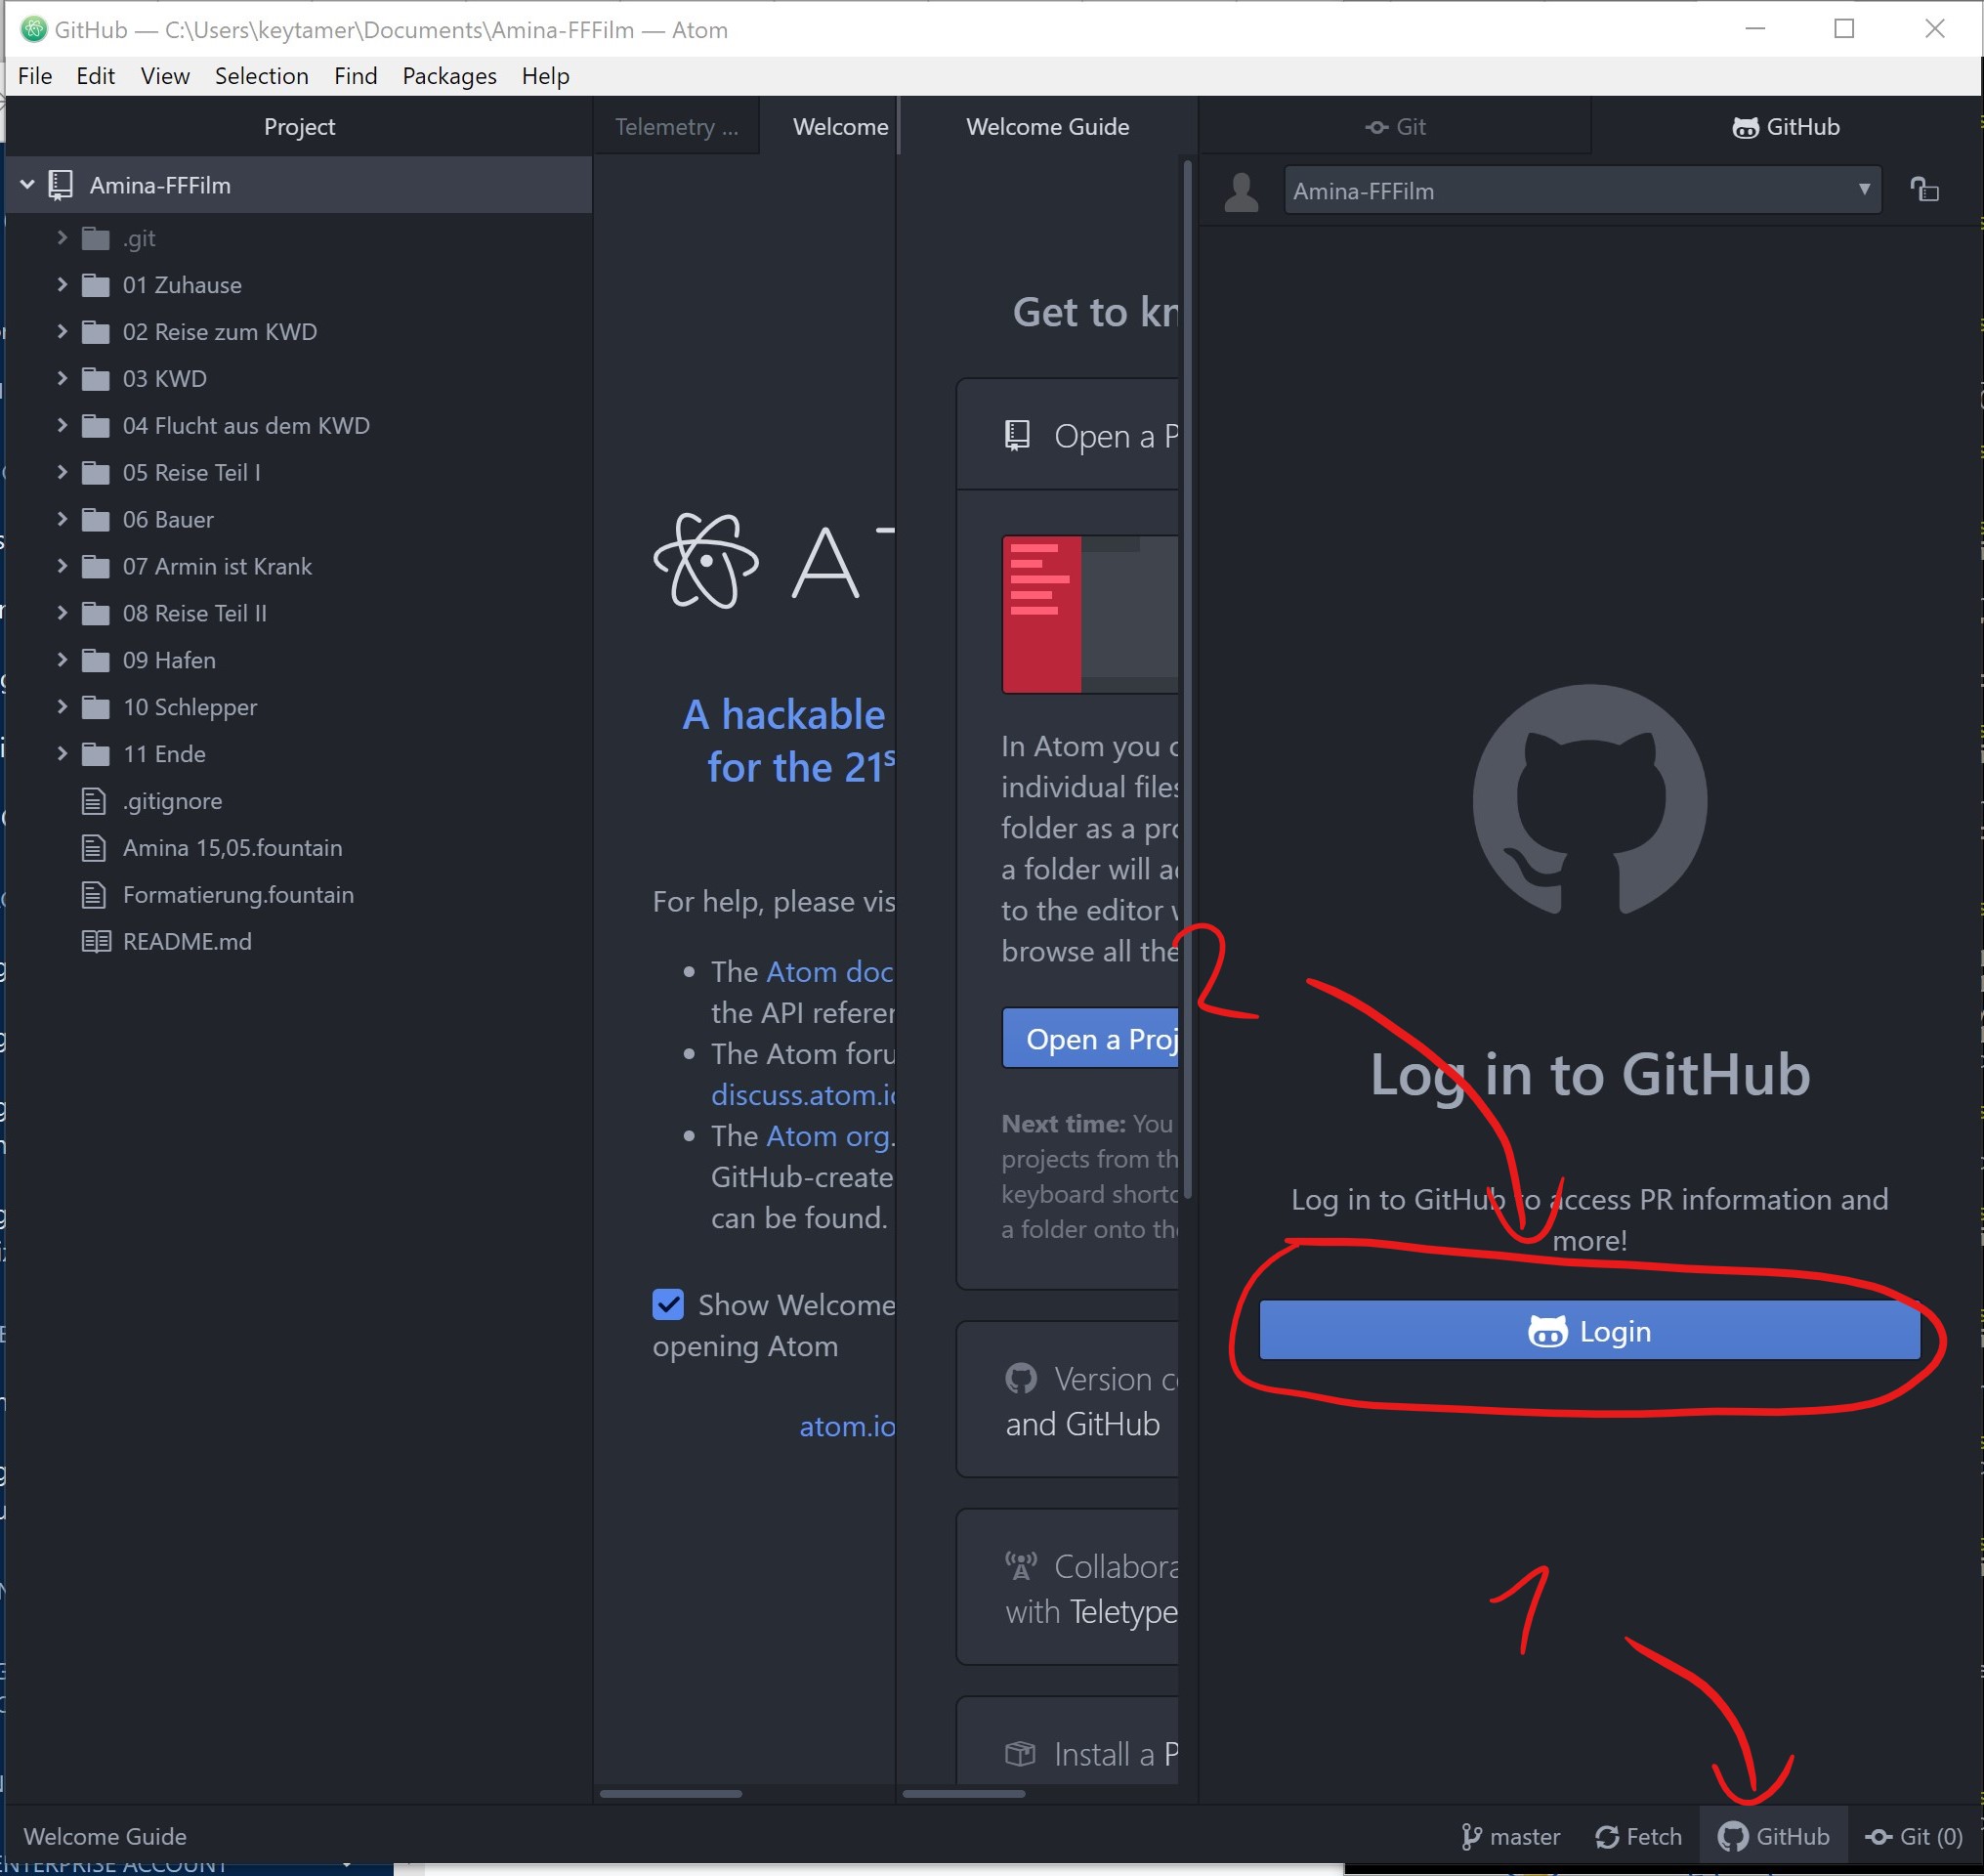 GitHub — C:\Users\keytamer\Documents\Amina-FFFilm — Atom
File Edit View Selection Find Packages Help
Project
Amina-FFFilm
.git
01 Zuhause
02 Reise zum KWD
03 KWD
04 Flucht aus dem KWD
05 Reise Teil I
06 Bauer
07 Armin ist Krank
08 Reise Teil II
09 Hafen
10 Schlepper
11 Ende
.gitignore
Amina 15,05.fountain
Formatierung.fountain
README.md
Telemetry ... Welcome
A
A hackable
for the 21s
For help, please vis
The Atom doc
the API referen
The Atom foru
discuss.atom.io
The Atom org.
GitHub-create
can be found.
Show Welcome
opening Atom
atom.io
Welcome Guide
Get to kn
Open a P
In Atom you c
individual files
folder as a pro
a folder will a
to the editor
browse all the
Open a Proj
Next time: You
projects from th
keyboard shortc
a folder onto the
Version co
and GitHub
Collabora
with Teletype
Install a P
Git GitHub
Amina-FFFilm
2
Log in to GitHub
Log in to GitHub to access PR information and
more!
Login
1
Welcome Guide
master Fetch GitHub Git (0)
ENTERPRISE ACCOUNT